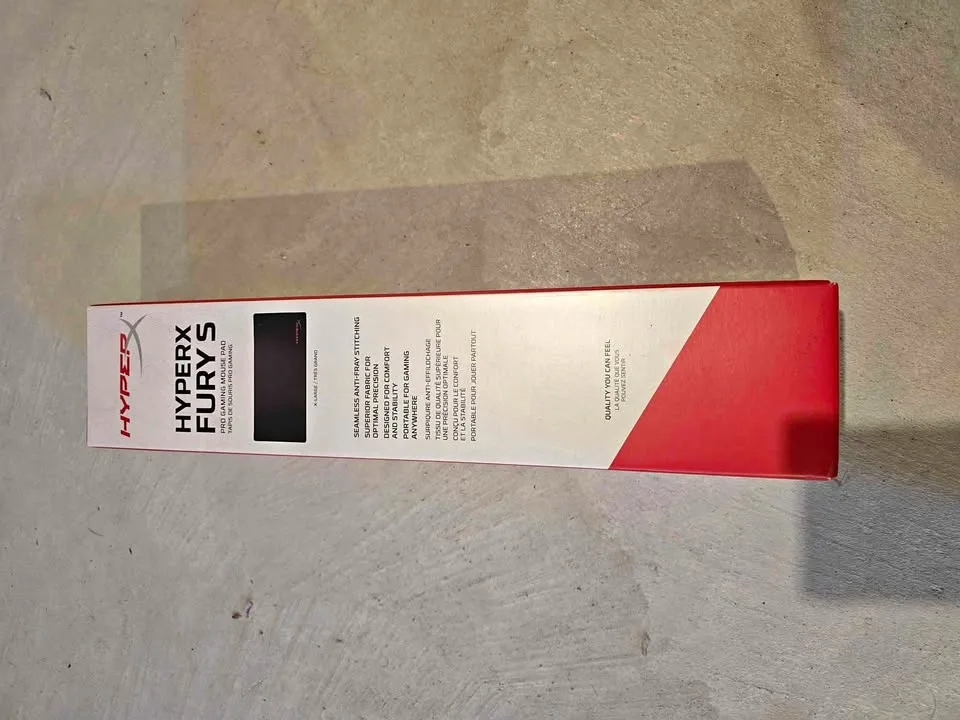 HYPERX™
HYPERX
FURY S
PRO GAMING MOUSE PAD
TAPIS DE SOURIS PRO GAMING
HYPERX
X-LARGE / TRÈS GRAND
SEAMLESS ANTI-FRAY STITCHING
SUPERIOR FABRIC FOR
OPTIMAL PRECISION
DESIGNED FOR COMFORT
AND STABILITY
PORTABLE FOR GAMING
ANYWHERE
SURPIQÛRE ANTI-EFFILOCHAGE
TISSU DE QUALITÉ SUPÉRIEURE POUR
UNE PRÉCISION OPTIMALE
CONÇU POUR LE CONFORT
ET LA STABILITÉ
PORTABLE POUR JOUER PARTOUT
QUALITY YOU CAN FEEL
LA QUALITÉ QUE VOUS
POUVEZ SENTIR